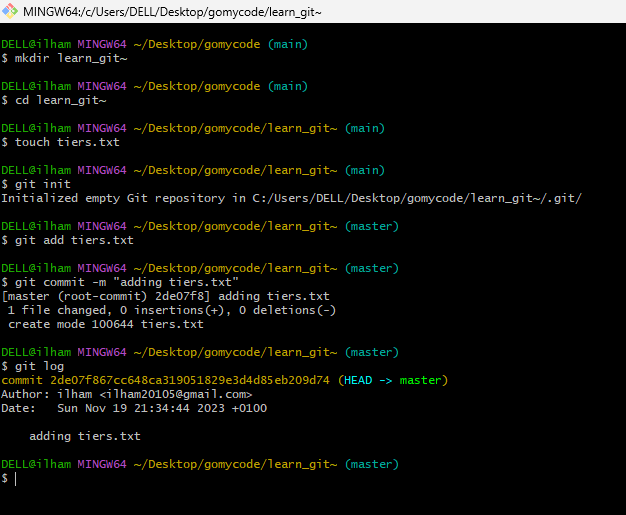 MINGW64:/c/Users/DELL/Desktop/gomycode/learn_git~
DELL@ilham MINGW64 ~/Desktop/gomycode (main)
$ mkdir learn_git~
DELL@ilham MINGW64 ~/Desktop/gomycode (main)
$ cd learn_git~
DELL@ilham MINGW64 ~/Desktop/gomycode/learn_git~ (main)
$ touch tiers.txt
DELL@ilham MINGW64 ~/Desktop/gomycode/learn_git~ (main)
$ git init
Initialized empty Git repository in C:/Users/DELL/Desktop/gomycode/learn_git~/.git/
DELL@ilham MINGW64 ~/Desktop/gomycode/learn_git~ (master)
$ git add tiers.txt
DELL@ilham MINGW64 ~/Desktop/gomycode/learn_git~ (master)
$ git commit -m "adding tiers.txt"
[master (root-commit) 2de07f8] adding tiers.txt
 1 file changed, 0 insertions(+), 0 deletions(-)
 create mode 100644 tiers.txt
DELL@ilham MINGW64 ~/Desktop/gomycode/learn_git~ (master)
$ git log
commit 2de07f867cc648ca319051829e3d4d85eb209d74 (HEAD -> master)
Author: ilham <ilham20105@gmail.com>
Date:   Sun Nov 19 21:34:44 2023 +0100
    adding tiers.txt
DELL@ilham MINGW64 ~/Desktop/gomycode/learn_git~ (master)
$